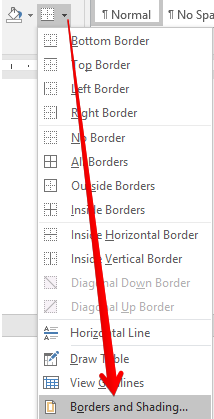 ¶ Normal ¶ No Spa
Bottom Border
Top Border
Left Border
Right Border
No Border
All Borders
Outside Borders
Inside Borders
Inside Horizontal Border
Inside Vertical Border
Diagonal Down Border
Diagonal Up Border
Horizontal Line
Draw Table
View Gridlines
Borders and Shading...